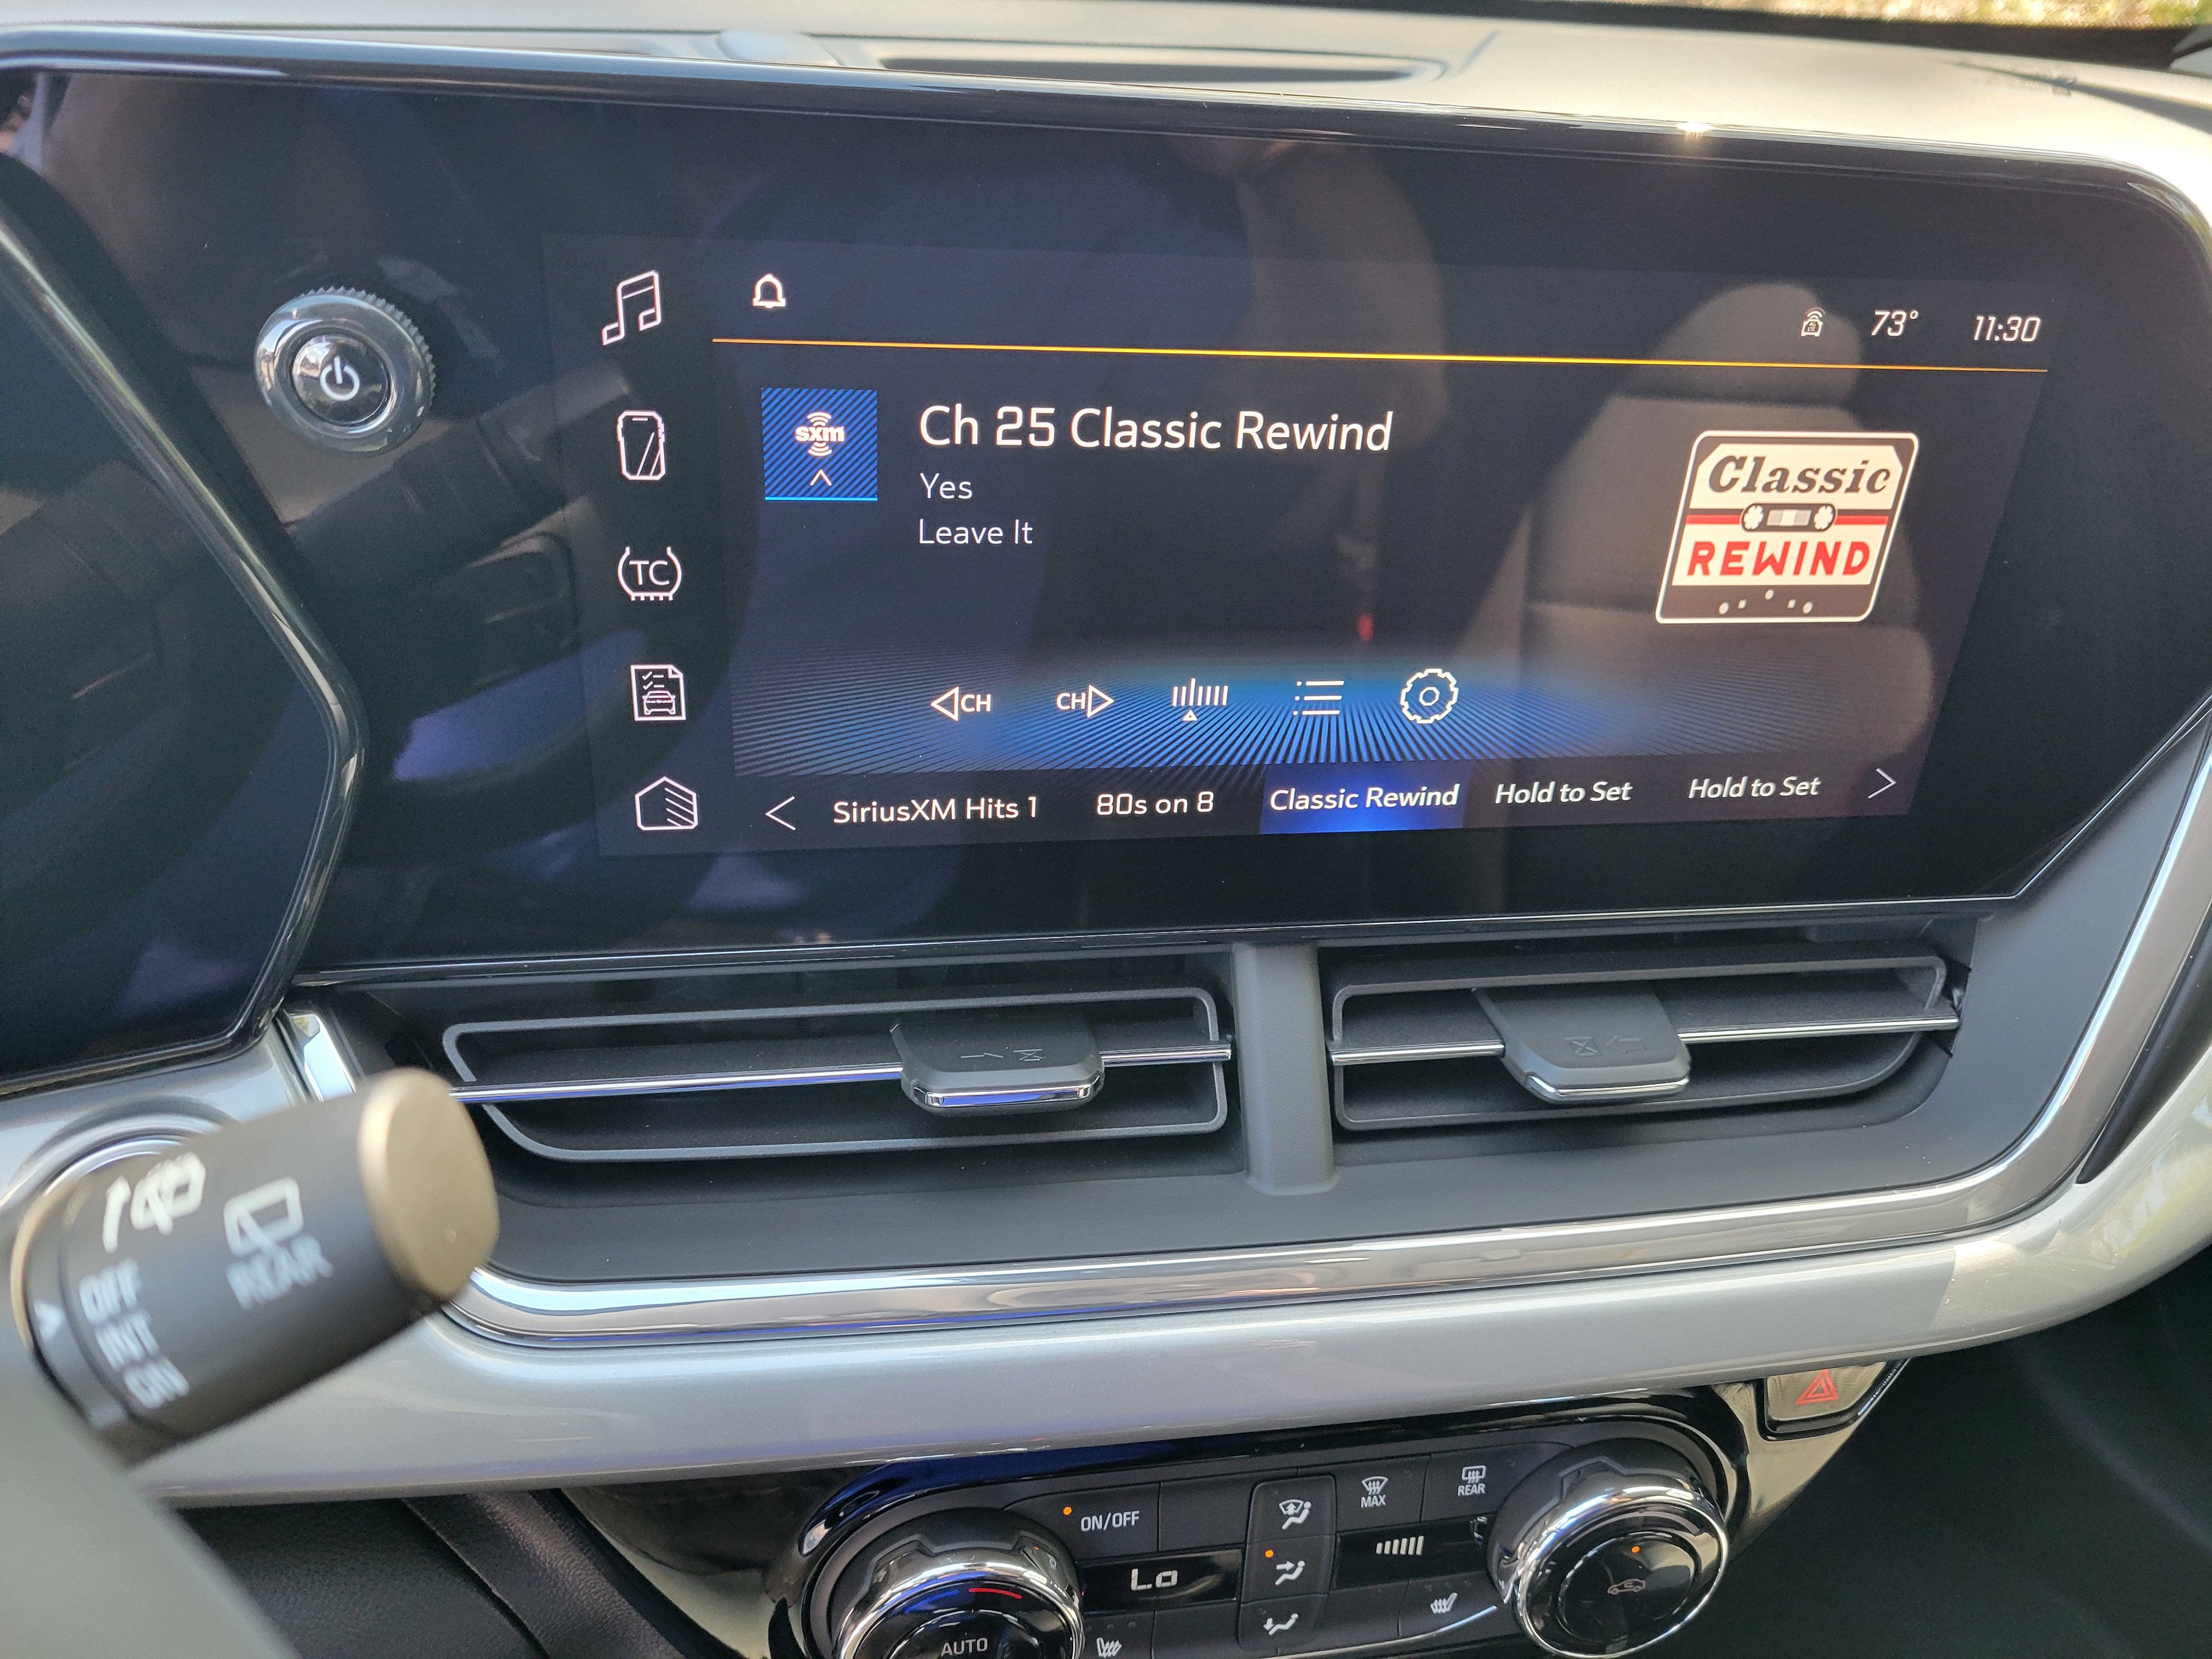 73° 11:30
sxm
Ch 25 Classic Rewind
Yes
Leave It
Classic
REWIND
TC
CH CH
SiriusXM Hits 1 80s on 8 Classic Rewind Hold to Set Hold to Set
REAR
OFF
INT
ON/OFF
MAX
REAR
Lo
AUTO